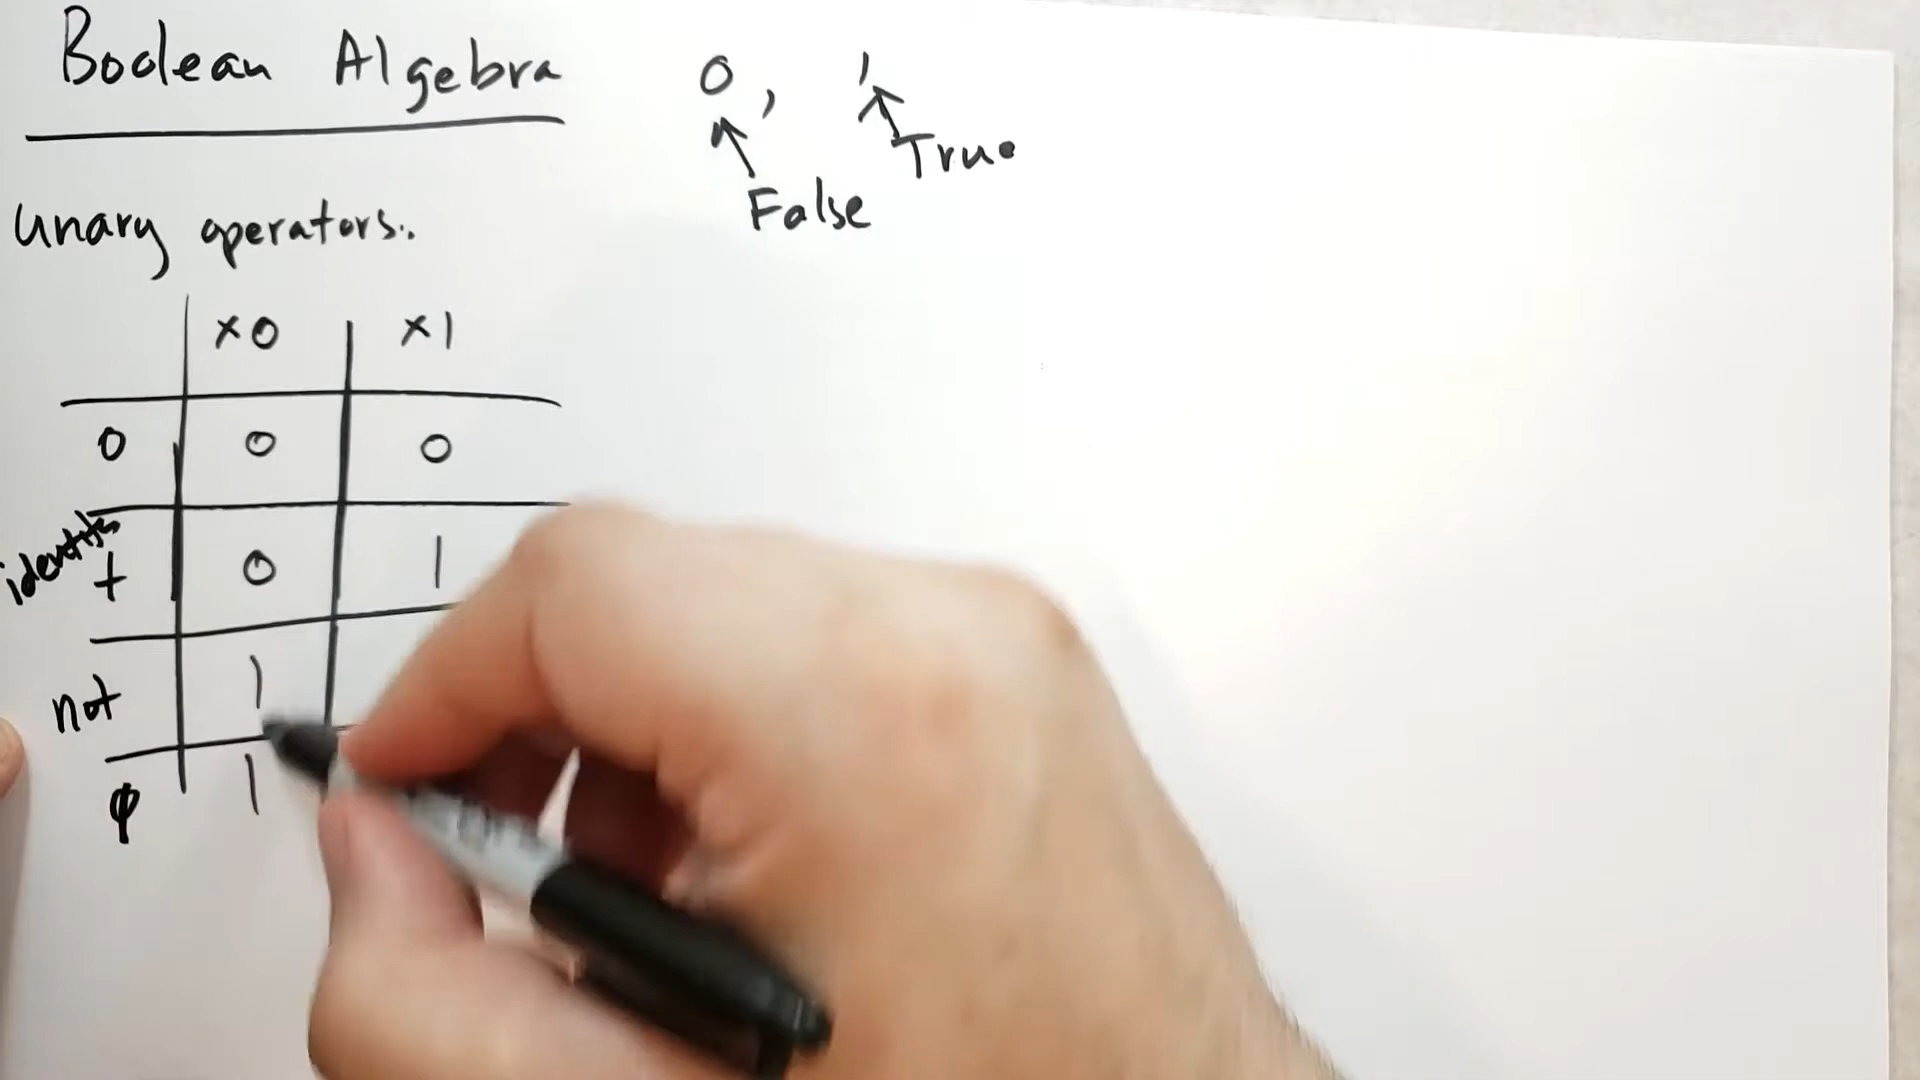 Boolean Algebra
0, 1
True
False
Unary operators:
x0 x1
0 0 0
identity
+ 0 1
not 1
φ 1